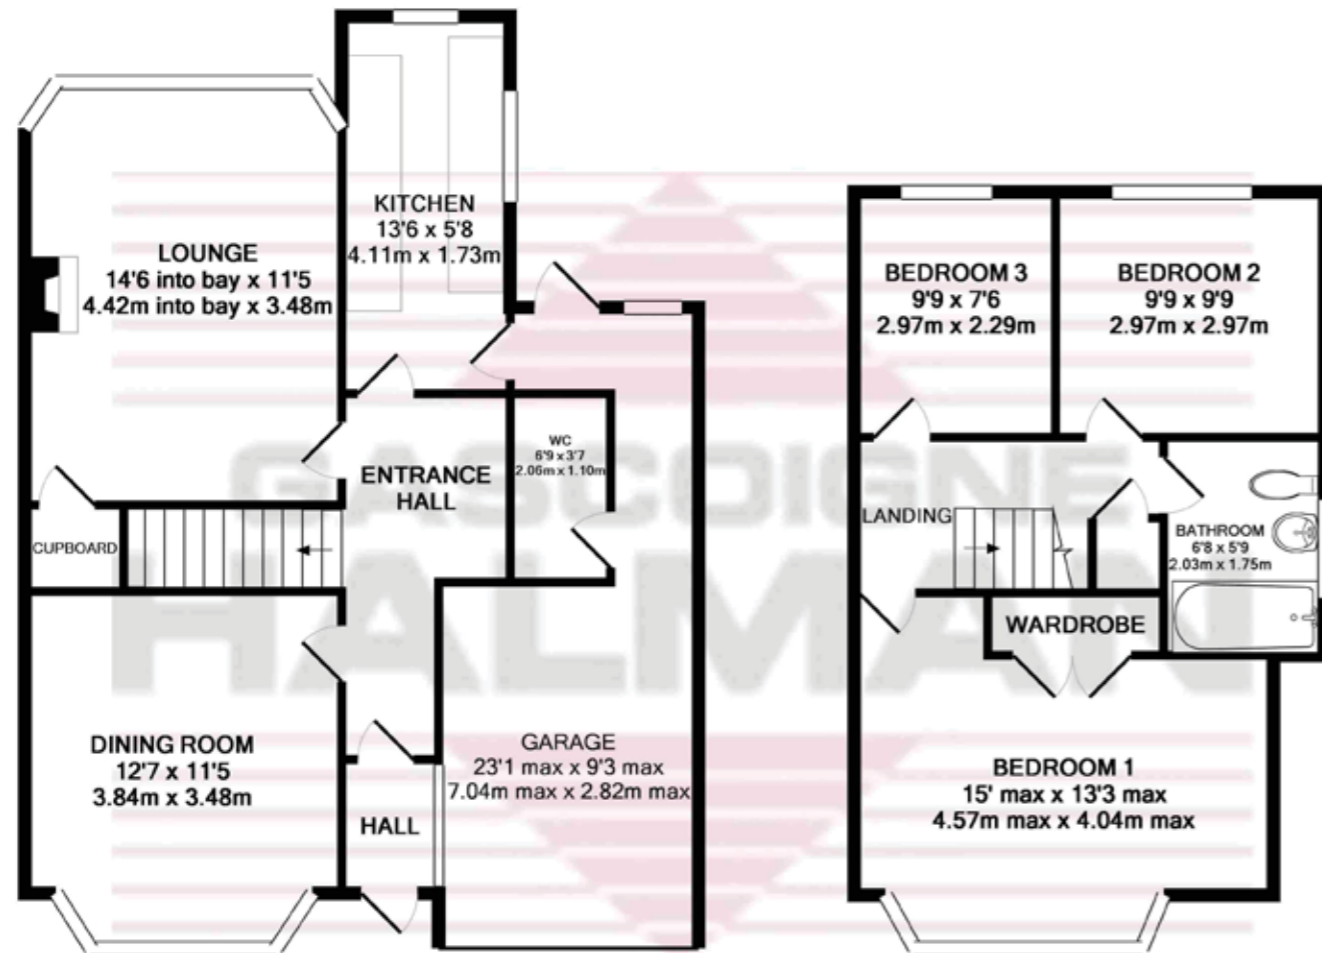 KITCHEN
13'6 x 5'8
4.11m x 1.73m
LOUNGE
14'6 into bay x 11'5
4.42m into bay x 3.48m
WC
6'9 x 3'7
2.06m x 1.10m
ENTRANCE
HALL
CUPBOARD
DINING ROOM
12'7 x 11'5
3.84m x 3.48m
HALL
GARAGE
23'1 max x 9'3 max
7.04m max x 2.82m max
BEDROOM 3
9'9 x 7'6
2.97m x 2.29m
BEDROOM 2
9'9 x 9'9
2.97m x 2.97m
LANDING
BATHROOM
6'8 x 5'9
2.03m x 1.75m
WARDROBE
BEDROOM 1
15' max x 13'3 max
4.57m max x 4.04m max
GASCOIGNE
HALMAN